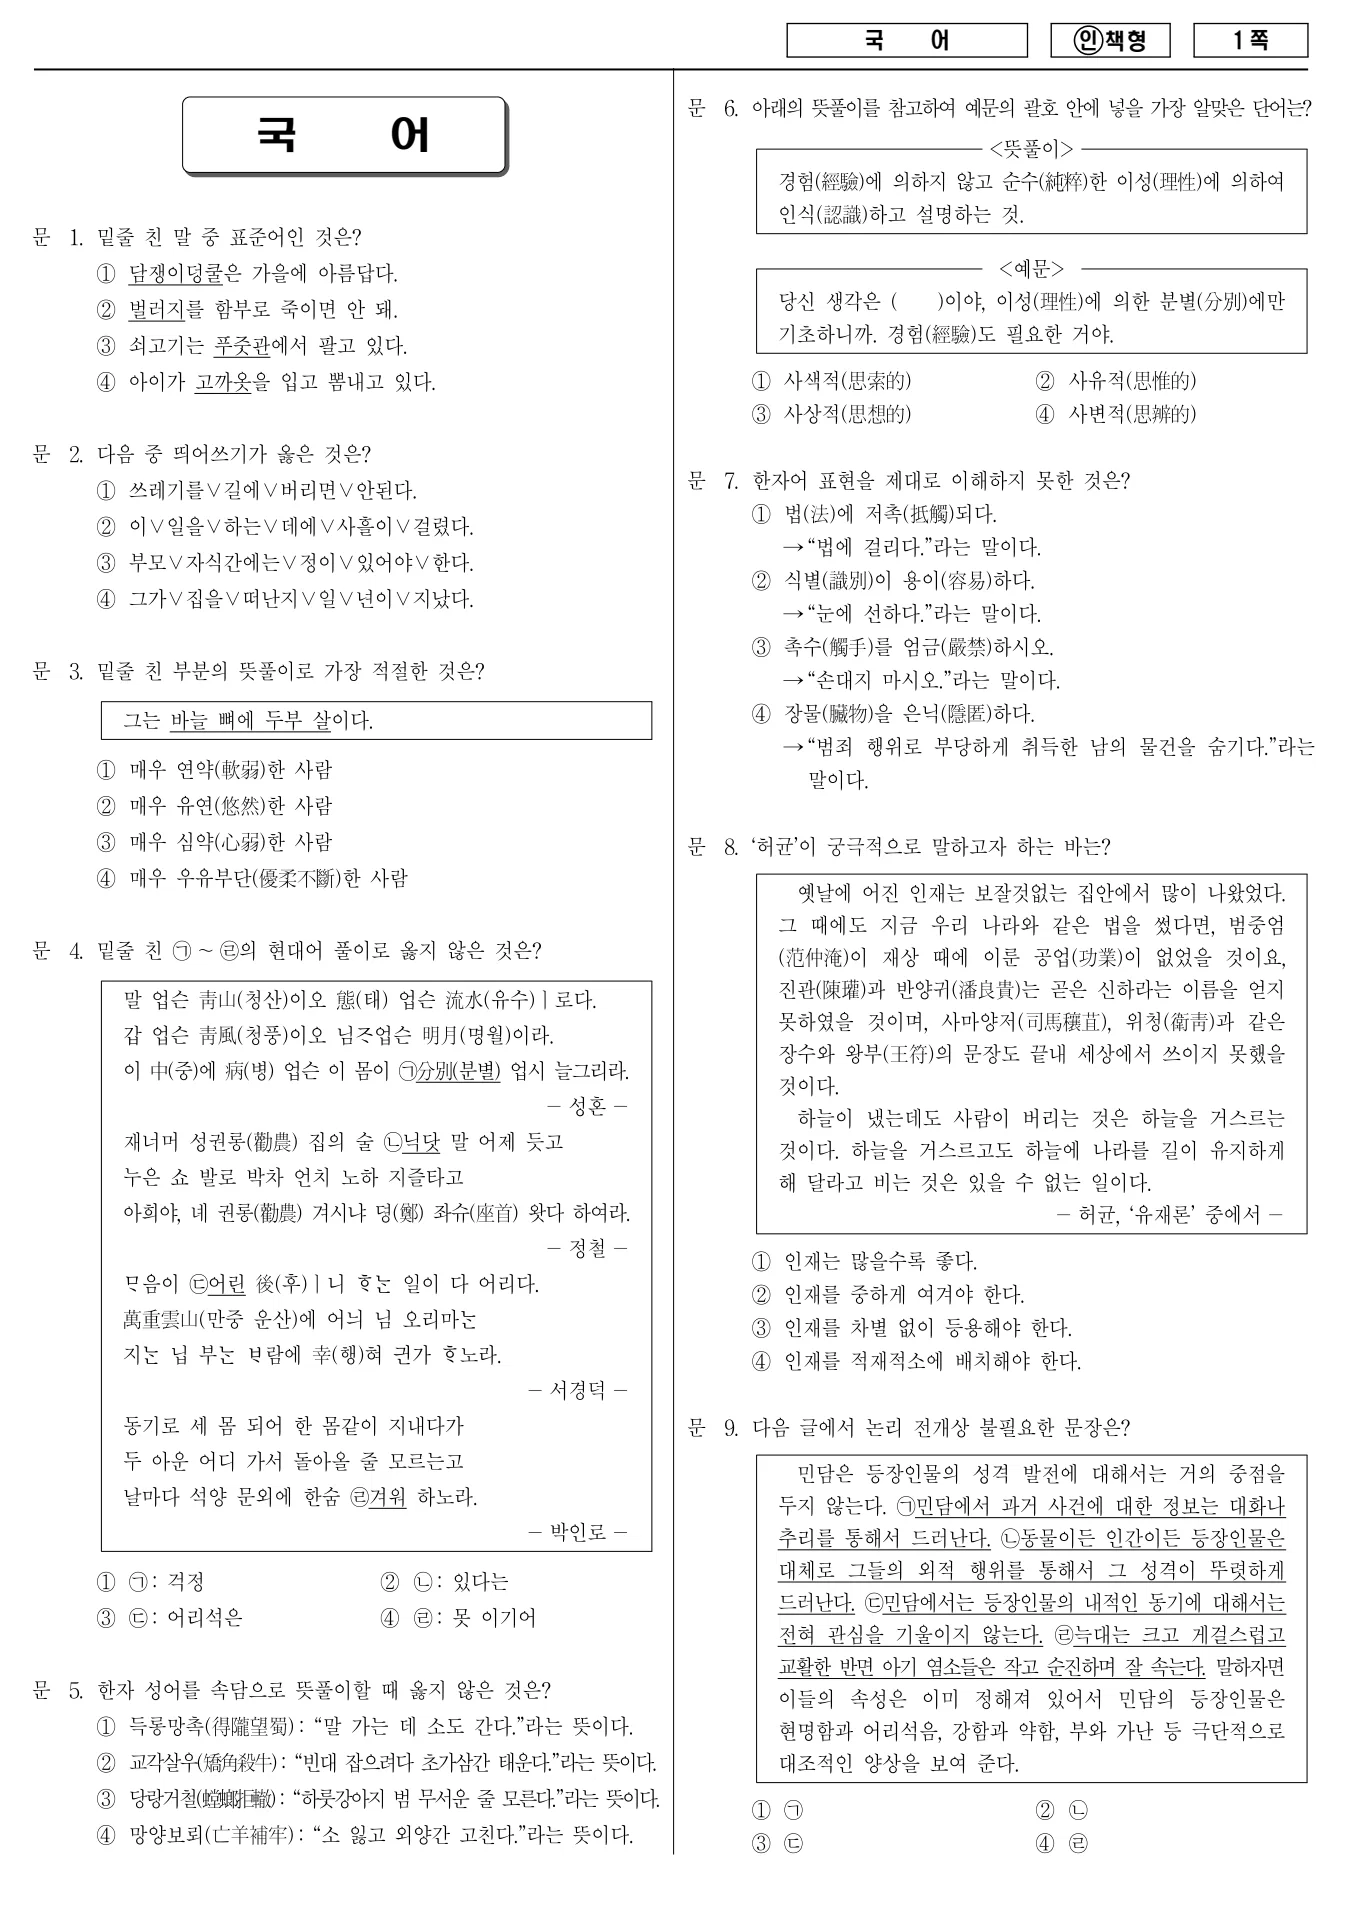 국 어
인책형
1쪽
국 어
문 1. 밑줄 친 말 중 표준어인 것은?
① 담쟁이덩쿨은 가을에 아름답다.
② 벌러지를 함부로 죽이면 안 돼.
③ 쇠고기는 푸줏관에서 팔고 있다.
④ 아이가 고까옷을 입고 뽐내고 있다.
문 2. 다음 중 띄어쓰기가 옳은 것은?
① 쓰레기를∨길에∨버리면∨안된다.
② 이∨일을∨하는∨데에∨사흘이∨걸렸다.
③ 부모∨자식간에는∨정이∨있어야∨한다.
④ 그가∨집을∨떠난지∨일∨년이∨지났다.
문 3. 밑줄 친 부분의 뜻풀이로 가장 적절한 것은?
그는 바늘 뼈에 두부 살이다.
① 매우 연약(軟弱)한 사람
② 매우 유연(悠然)한 사람
③ 매우 심약(心弱)한 사람
④ 매우 우유부단(優柔不斷)한 사람
문 4. 밑줄 친 ㉠～㉣의 현대어 풀이로 옳지 않은 것은?
말 업슨 靑山(청산)이오 態(태) 업슨 流水(유수)ㅣ로다.
갑 업슨 靑風(청풍)이오 님ᄌᆞ업슨 明月(명월)이라.
이 中(중)에 病(병) 업슨 이 몸이 ㉠分別(분별) 업시 늘그리라.
－ 성혼 －
재너머 성권롱(勸農) 집의 술 ㉡닉닷 말 어제 듯고
누은 쇼 발로 박차 언치 노하 지즐타고
아희야, 네 권롱(勸農) 겨시냐 뎡(鄭) 좌슈(座首) 왓다 하여라.
－ 정철 －
ᄆᆞ음이 ㉢어린 後(후)ㅣ니 ᄒᆞᄂᆞᆫ 일이 다 어리다.
萬重雲山(만중 운산)에 어늬 님 오리마ᄂᆞᆫ
지ᄂᆞᆫ 닙 부ᄂᆞᆫ ᄇᆞ람에 幸(행)혀 긘가 ᄒᆞ노라.
－ 서경덕 －
동기로 세 몸 되어 한 몸같이 지내다가
두 아운 어디 가서 돌아올 줄 모르는고
날마다 석양 문외에 한숨 ㉣겨워 하노라.
－ 박인로 －
① ㉠: 걱정 ② ㉡: 있다는
③ ㉢: 어리석은 ④ ㉣: 못 이기어
문 5. 한자 성어를 속담으로 뜻풀이할 때 옳지 않은 것은?
① 득롱망촉(得隴望蜀): “말 가는 데 소도 간다.”라는 뜻이다.
② 교각살우(矯角殺牛): “빈대 잡으려다 초가삼간 태운다.”라는 뜻이다.
③ 당랑거철(螳螂拒轍): “하룻강아지 범 무서운 줄 모른다.”라는 뜻이다.
④ 망양보뢰(亡羊補牢): “소 잃고 외양간 고친다.”라는 뜻이다.
문 6. 아래의 뜻풀이를 참고하여 예문의 괄호 안에 넣을 가장 알맞은 단어는?
<뜻풀이>
경험(經驗)에 의하지 않고 순수(純粹)한 이성(理性)에 의하여
인식(認識)하고 설명하는 것.
<예문>
당신 생각은 ( )이야, 이성(理性)에 의한 분별(分別)에만
기초하니까. 경험(經驗)도 필요한 거야.
① 사색적(思索的) ② 사유적(思惟的)
③ 사상적(思想的) ④ 사변적(思辨的)
문 7. 한자어 표현을 제대로 이해하지 못한 것은?
① 법(法)에 저촉(抵觸)되다.
→“법에 걸리다.”라는 말이다.
② 식별(識別)이 용이(容易)하다.
→“눈에 선하다.”라는 말이다.
③ 촉수(觸手)를 엄금(嚴禁)하시오.
→“손대지 마시오.”라는 말이다.
④ 장물(臟物)을 은닉(隱匿)하다.
→“범죄 행위로 부당하게 취득한 남의 물건을 숨기다.”라는
말이다.
문 8. ‘허균’이 궁극적으로 말하고자 하는 바는?
옛날에 어진 인재는 보잘것없는 집안에서 많이 나왔었다.
그 때에도 지금 우리 나라와 같은 법을 썼다면, 범중엄
(范仲淹)이 재상 때에 이룬 공업(功業)이 없었을 것이요,
진관(陳瓘)과 반양귀(潘良貴)는 곧은 신하라는 이름을 얻지
못하였을 것이며, 사마양저(司馬穰苴), 위청(衛靑)과 같은
장수와 왕부(王符)의 문장도 끝내 세상에서 쓰이지 못했을
것이다.
하늘이 냈는데도 사람이 버리는 것은 하늘을 거스르는
것이다. 하늘을 거스르고도 하늘에 나라를 길이 유지하게
해 달라고 비는 것은 있을 수 없는 일이다.
－ 허균, ‘유재론’ 중에서 －
① 인재는 많을수록 좋다.
② 인재를 중하게 여겨야 한다.
③ 인재를 차별 없이 등용해야 한다.
④ 인재를 적재적소에 배치해야 한다.
문 9. 다음 글에서 논리 전개상 불필요한 문장은?
민담은 등장인물의 성격 발전에 대해서는 거의 중점을
두지 않는다. ㉠민담에서 과거 사건에 대한 정보는 대화나
추리를 통해서 드러난다. ㉡동물이든 인간이든 등장인물은
대체로 그들의 외적 행위를 통해서 그 성격이 뚜렷하게
드러난다. ㉢민담에서는 등장인물의 내적인 동기에 대해서는
전혀 관심을 기울이지 않는다. ㉣늑대는 크고 게걸스럽고
교활한 반면 아기 염소들은 작고 순진하며 잘 속는다. 말하자면
이들의 속성은 이미 정해져 있어서 민담의 등장인물은
현명함과 어리석음, 강함과 약함, 부와 가난 등 극단적으로
대조적인 양상을 보여 준다.
① ㉠ ② ㉡
③ ㉢ ④ ㉣